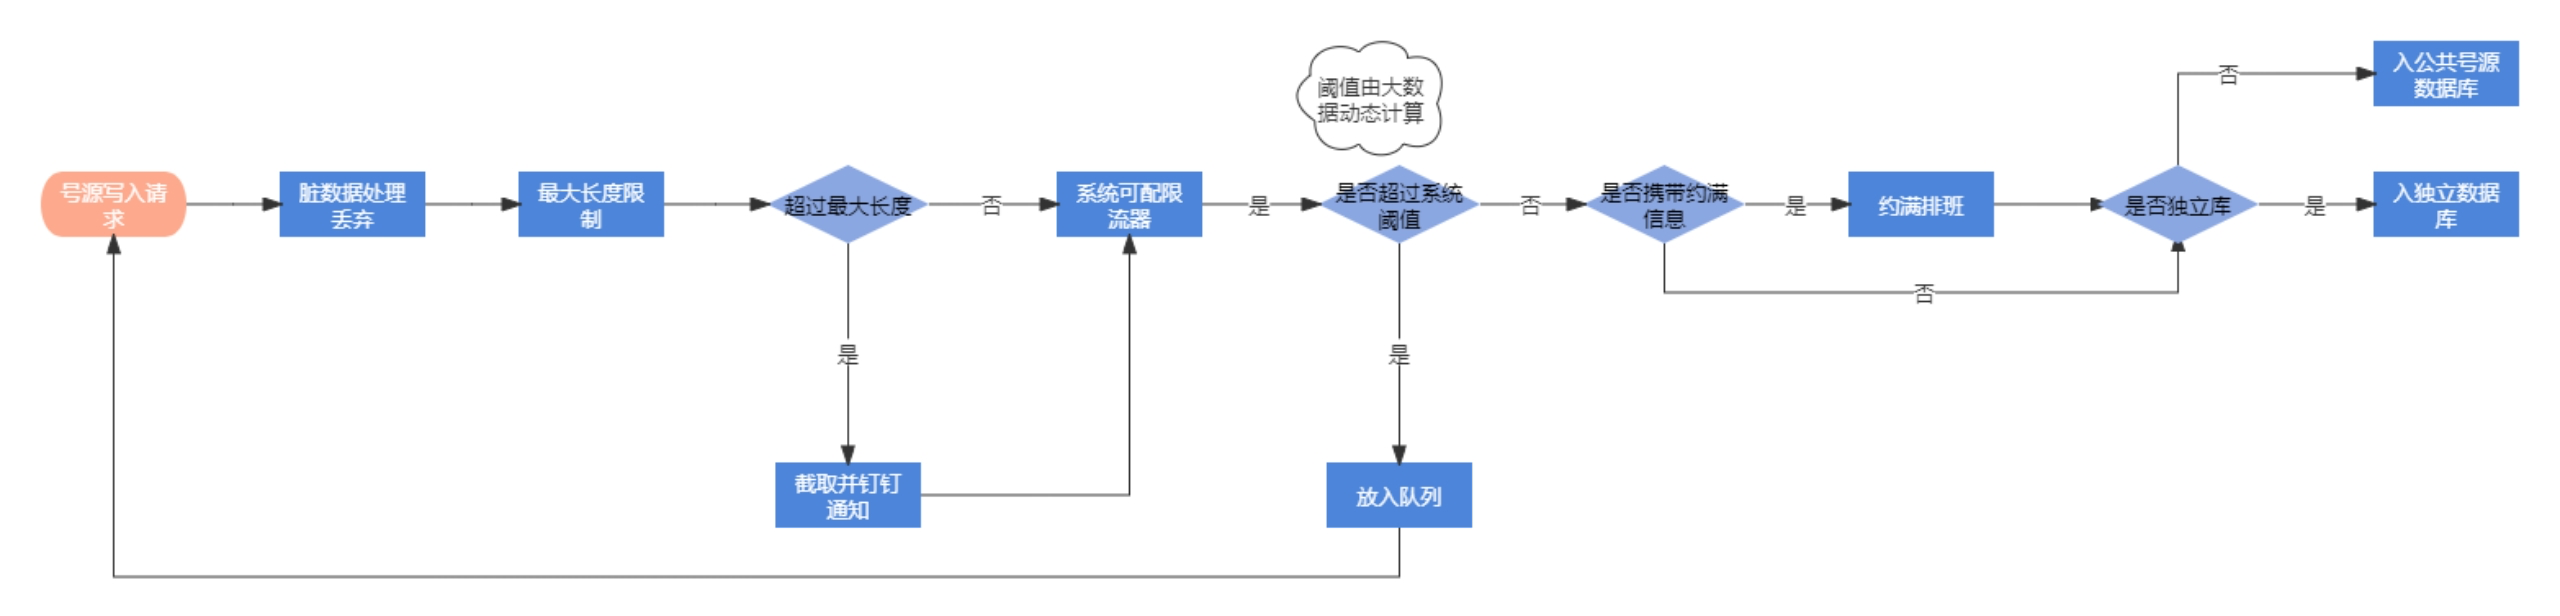 号源写入请
求
脏数据处理
丢弃
最大长度限
制
超过最大长度
否
是
截取并钉钉
通知
系统可配限
流器
是
阈值由大数
据动态计算
是否超过系统
阈值
是
放入队列
否
是否携带约满
信息
是
否
约满排班
是否独立库
否
入公共号源
数据库
是
入独立数据
库